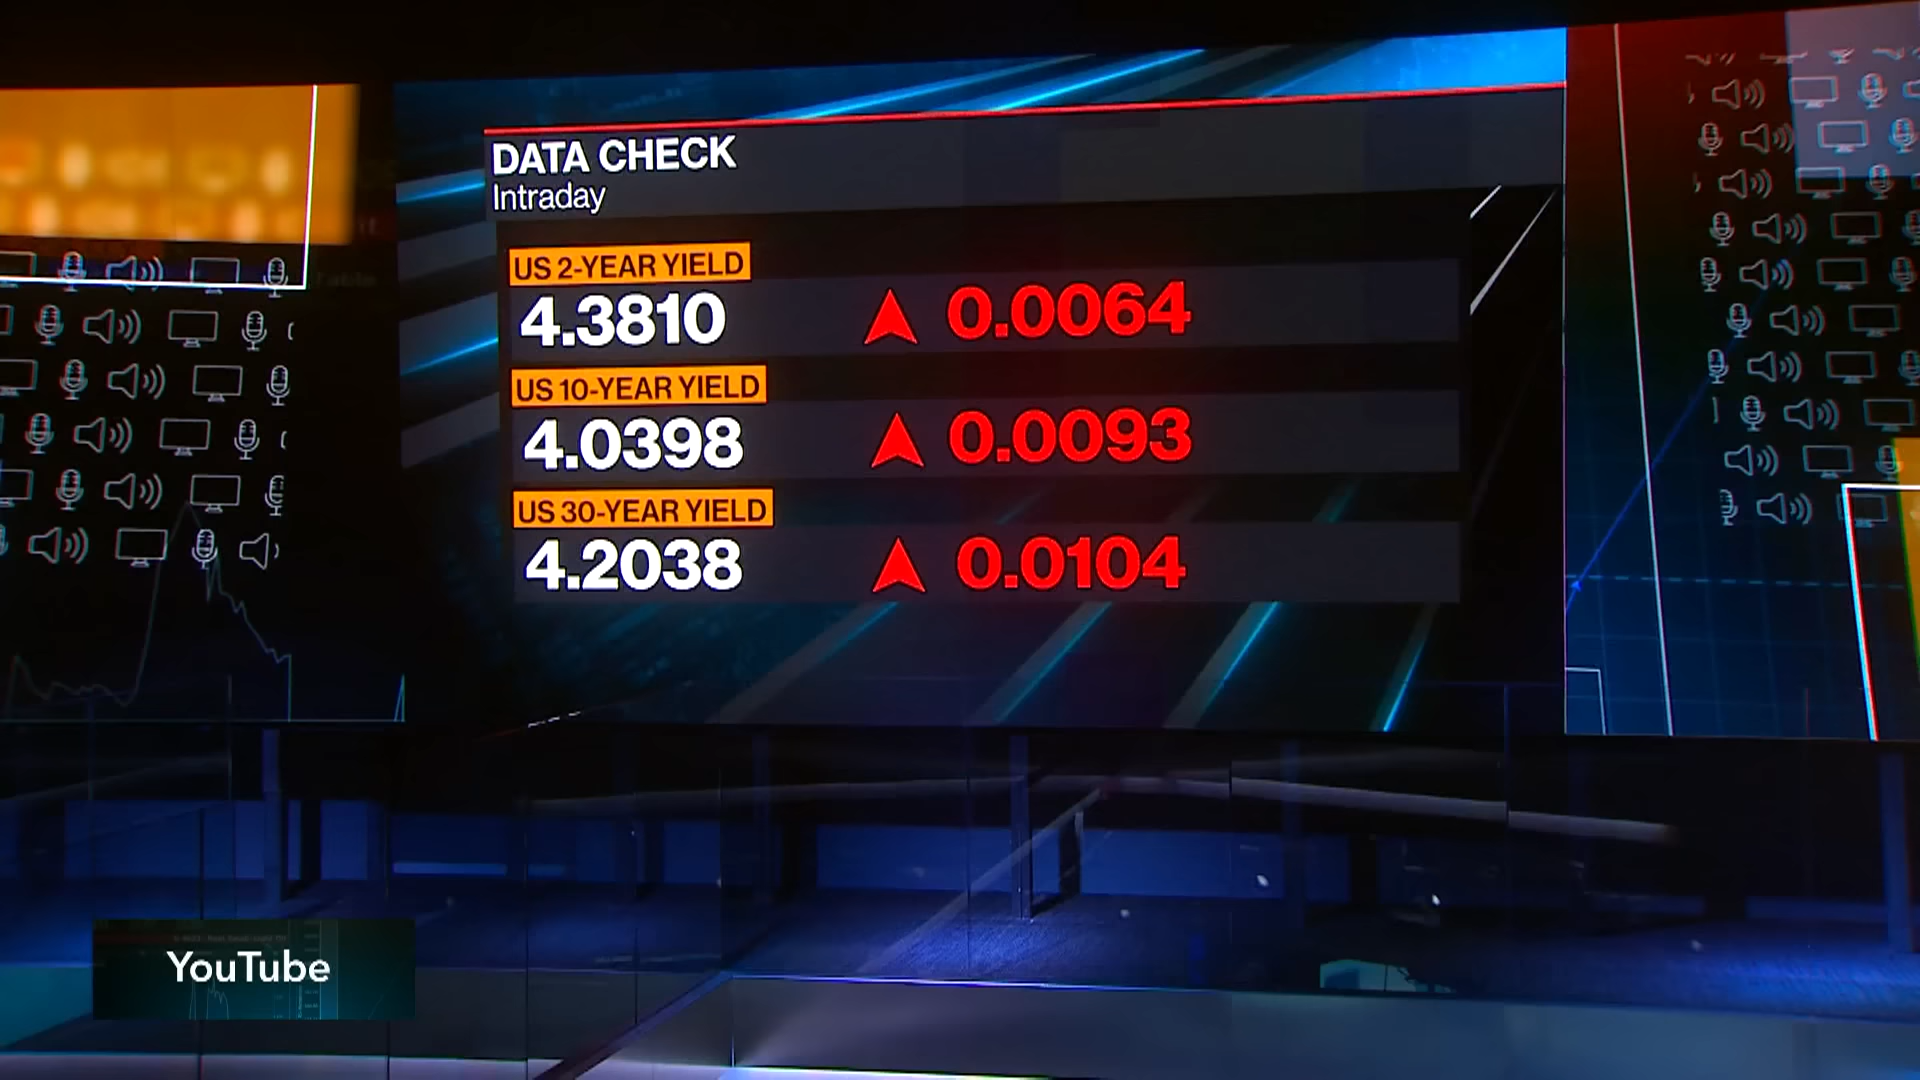 DATA CHECK
Intraday
US 2-YEAR YIELD
4.3810 ▲ 0.0064
US 10-YEAR YIELD
4.0398 ▲ 0.0093
US 30-YEAR YIELD
4.2038 ▲ 0.0104
YouTube